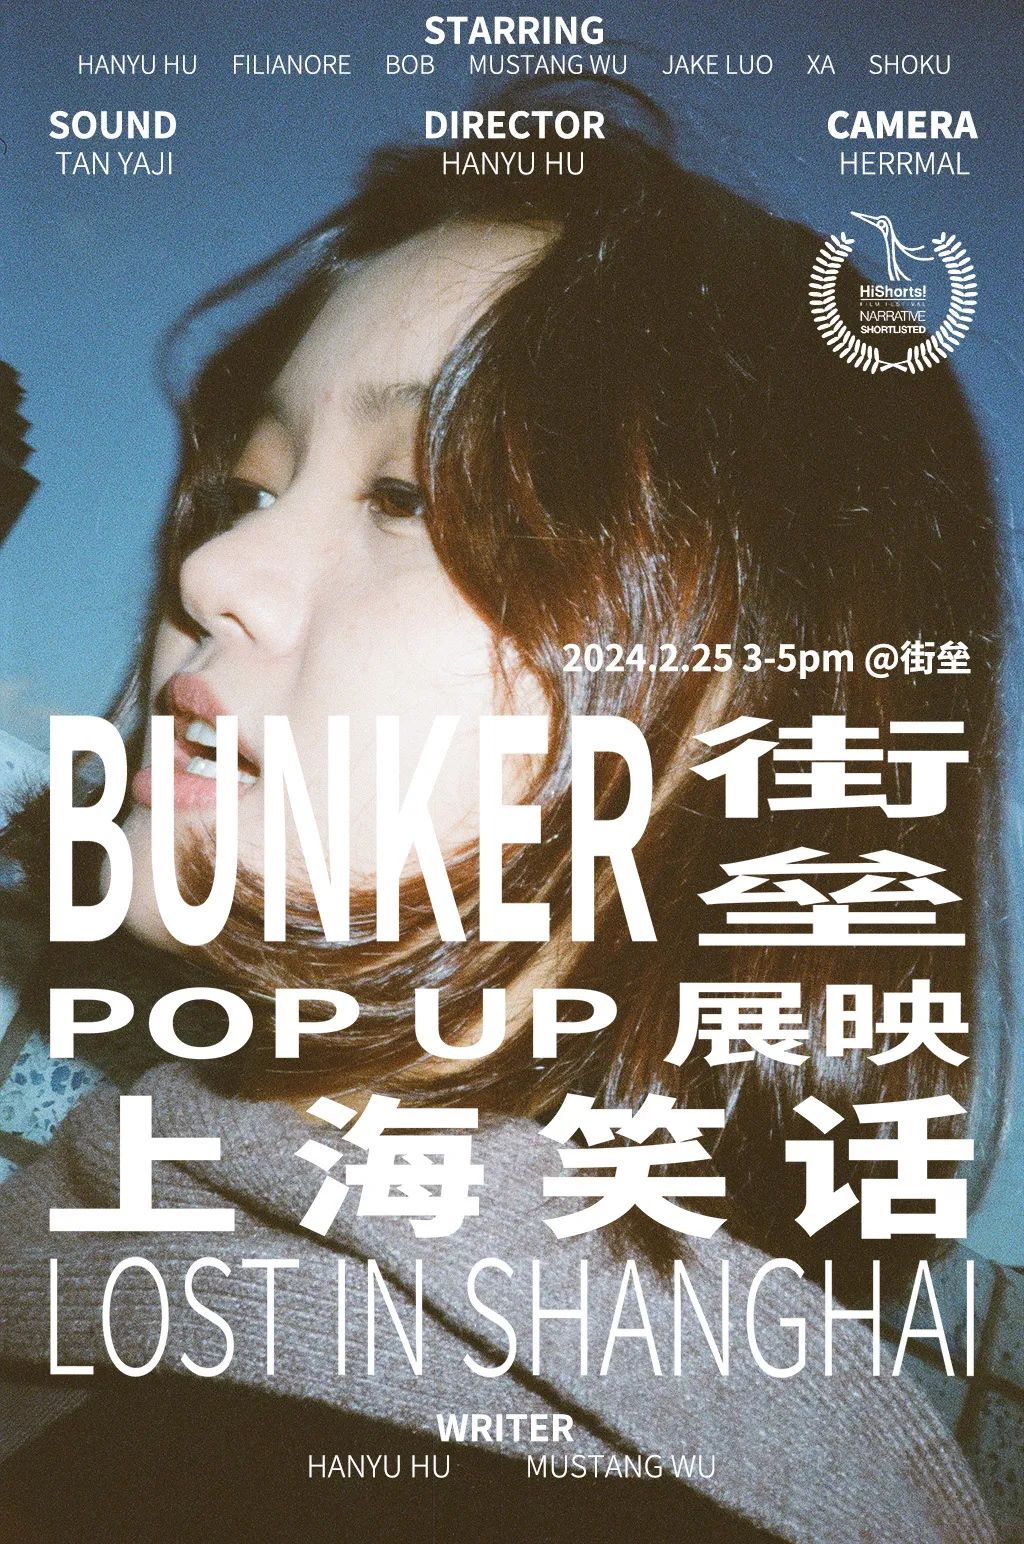 STARRING
HANYU HU FILIANORE BOB MUSTANG WU JAKE LUO XA SHOKU
SOUND DIRECTOR CAMERA
TAN YAJI HANYU HU HERRMAL
HiShorts!
FILM FESTIVAL
NARRATIVE
SHORTLISTED
2024.2.25 3-5pm @街垒
BUNKER 街垒
POP UP 展映
上海笑话
LOST IN SHANGHAI
WRITER
HANYU HU MUSTANG WU